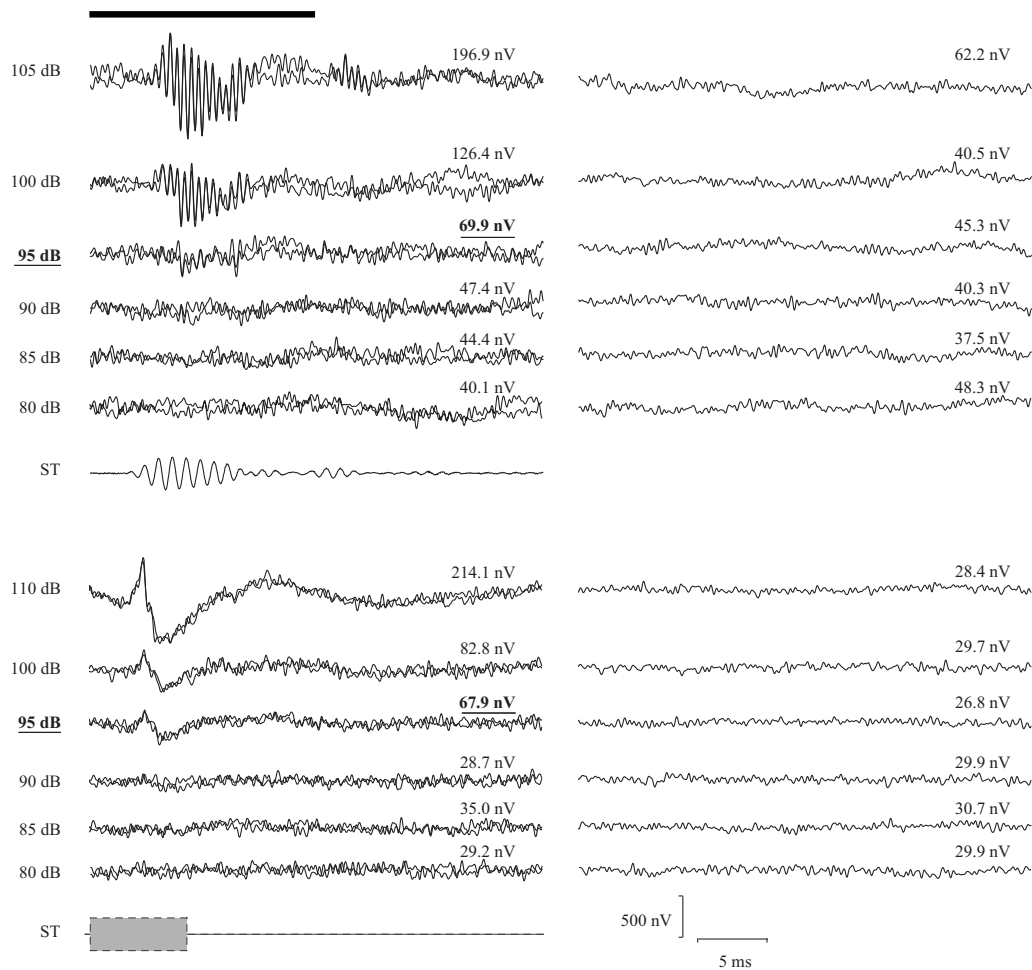 196.9 nV 62.2 nV
105 dB
126.4 nV 40.5 nV
100 dB
69.9 nV 45.3 nV
95 dB
47.4 nV 40.3 nV
90 dB
44.4 nV 37.5 nV
85 dB
40.1 nV 48.3 nV
80 dB
ST
110 dB 214.1 nV 28.4 nV
82.8 nV 29.7 nV
100 dB
67.9 nV 26.8 nV
95 dB
28.7 nV 29.9 nV
90 dB
35.0 nV 30.7 nV
85 dB
29.2 nV 29.9 nV
80 dB
500 nV
ST
5 ms